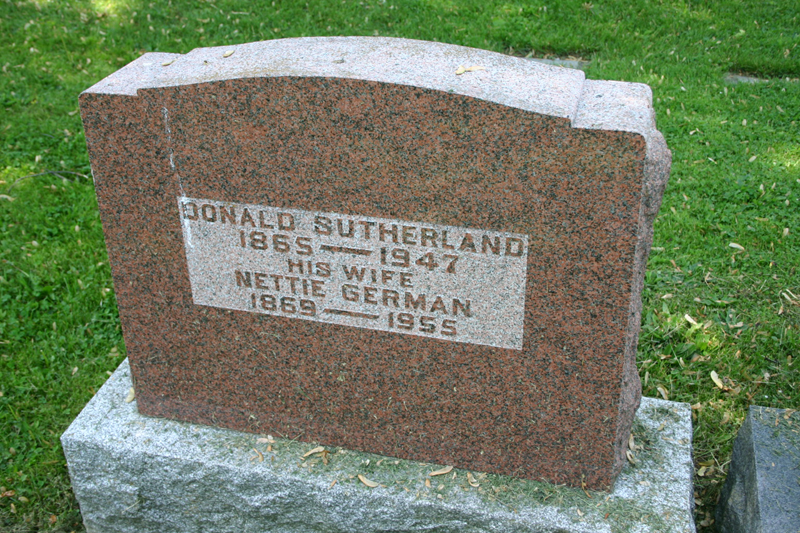 DONALD SUTHERLAND
1865 — 1947
HIS WIFE
NETTIE GERMAN
1869 — 1955